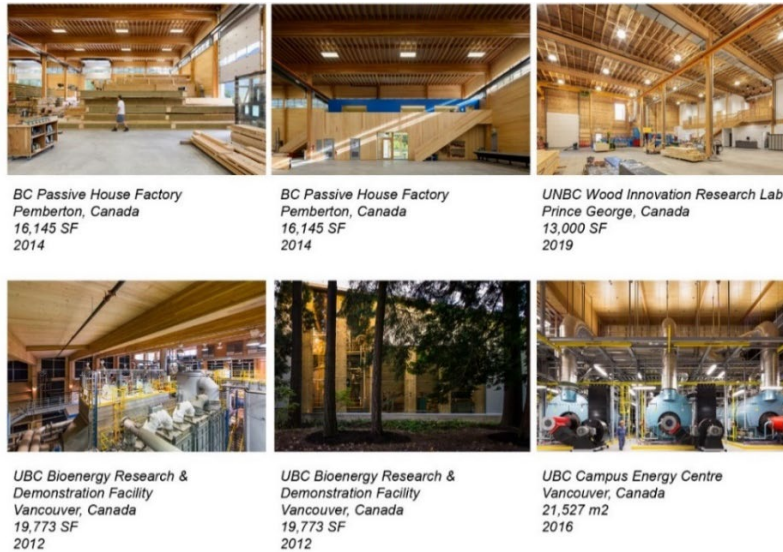 BC Passive House Factory
Pemberton, Canada
16,145 SF
2014
BC Passive House Factory
Pemberton, Canada
16,145 SF
2014
UNBC Wood Innovation Research Lab
Prince George, Canada
13,000 SF
2019
UBC Bioenergy Research &
Demonstration Facility
Vancouver, Canada
19,773 SF
2012
UBC Bioenergy Research &
Demonstration Facility
Vancouver, Canada
19,773 SF
2012
UBC Campus Energy Centre
Vancouver, Canada
21,527 m2
2016